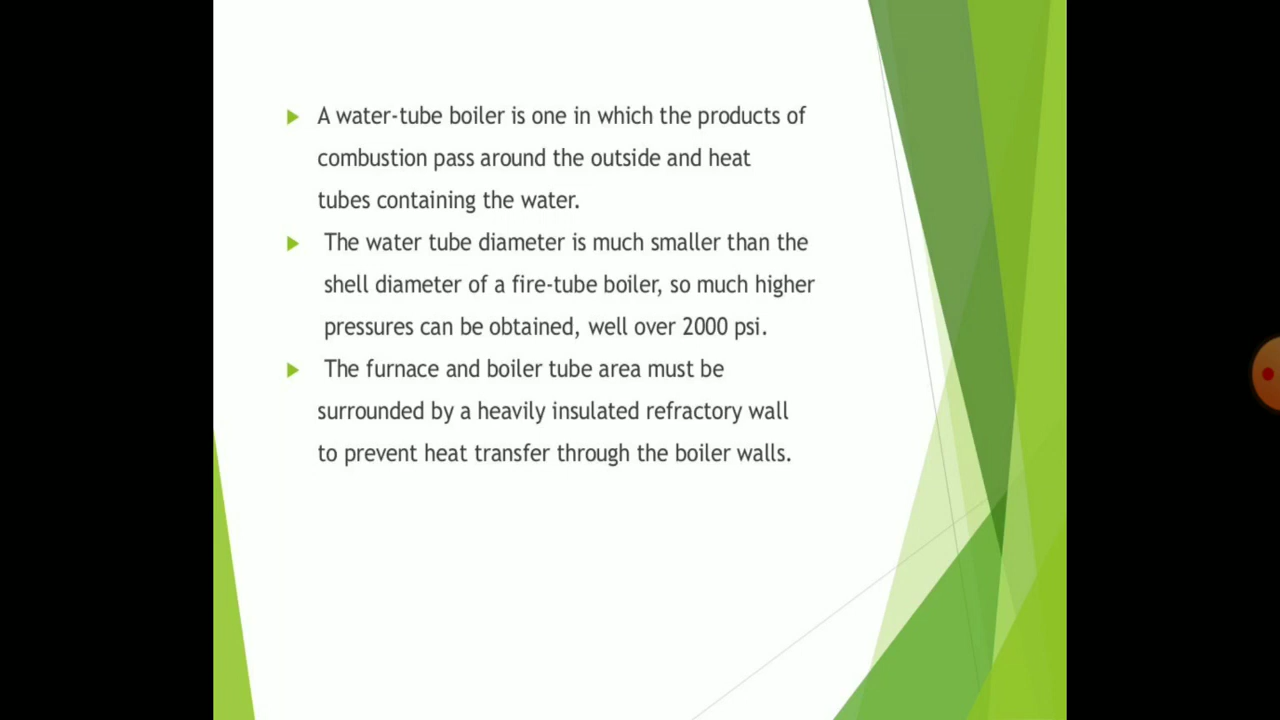 A water-tube boiler is one in which the products of
combustion pass around the outside and heat
tubes containing the water.
The water tube diameter is much smaller than the
shell diameter of a fire-tube boiler, so much higher
pressures can be obtained, well over 2000 psi.
The furnace and boiler tube area must be
surrounded by a heavily insulated refractory wall
to prevent heat transfer through the boiler walls.